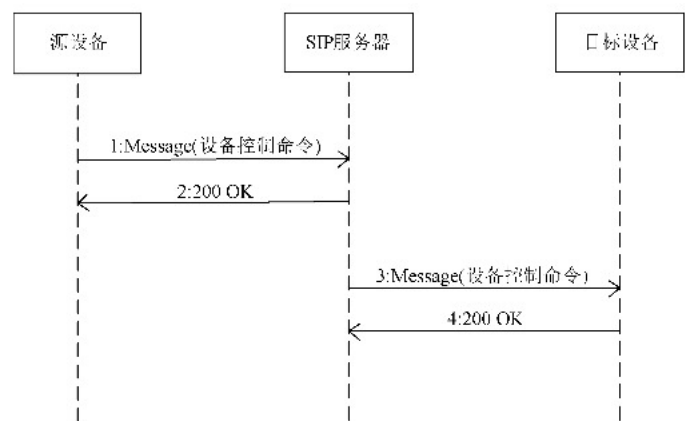 源设备
SIP服务器
目标设备
1:Message(设备控制命令)
2:200 OK
3:Message(设备控制命令)
4:200 OK